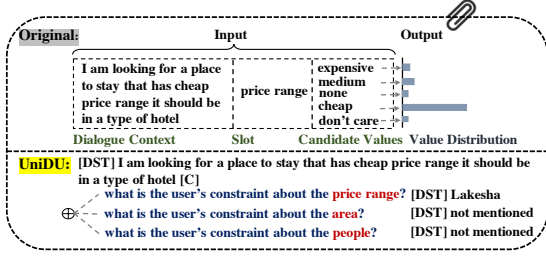 Original:
Input
Output
I am looking for a place
to stay that has cheap
price range it should be
in a type of hotel
price range
expensive
medium
none
cheap
don't care
Dialogue Context
Slot
Candidate Values
Value Distribution
UniDU: [DST] I am looking for a place to stay that has cheap price range it should be
in a type of hotel [C]
what is the user's constraint about the price range? [DST] Lakesha
what is the user's constraint about the area? [DST] not mentioned
what is the user's constraint about the people? [DST] not mentioned